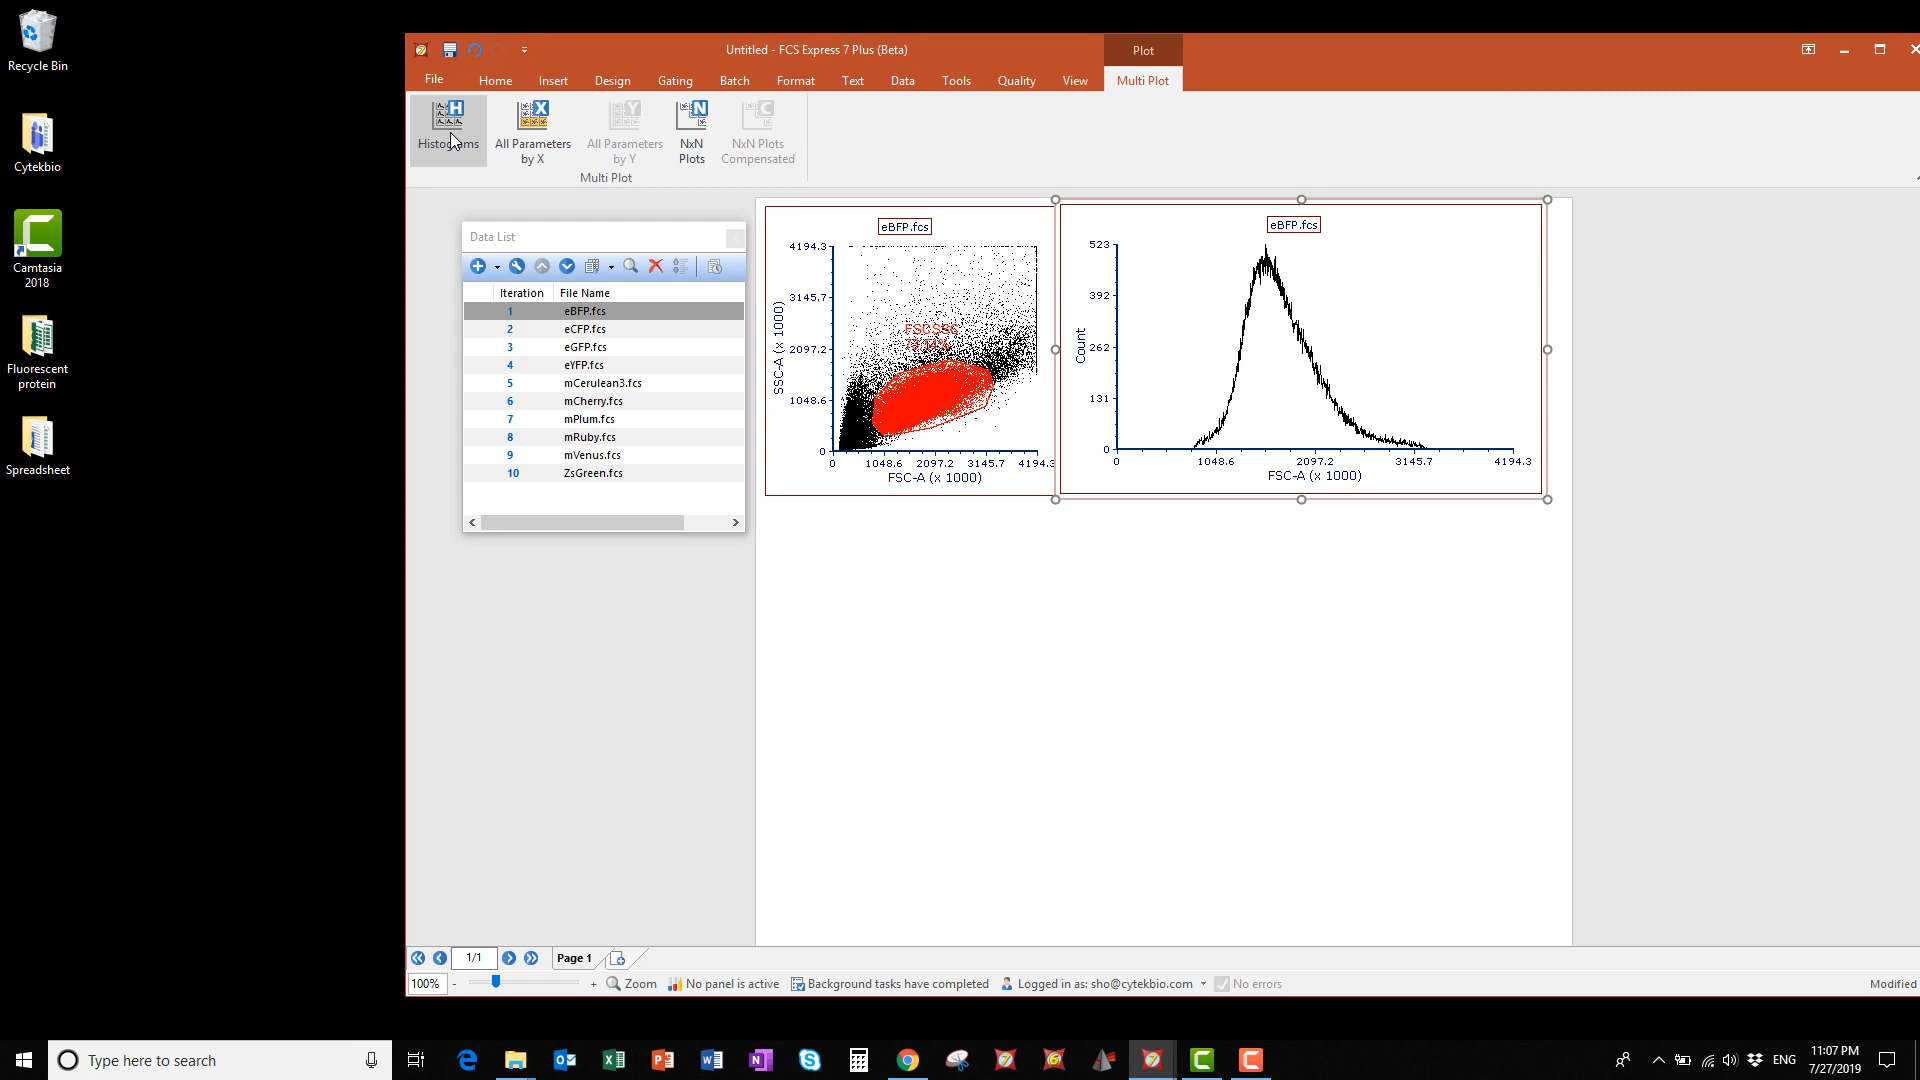 Recycle Bin
Cytekbio
Camtasia
2018
Fluorescent
protein
Spreadsheet
Untitled - FCS Express 7 Plus (Beta)
Plot
File
Home
Insert
Design
Gating
Batch
Format
Text
Data
Tools
Quality
View
Multi Plot
H
X
Y
N
C
Histograms
All Parameters
by X
All Parameters
by Y
NxN
Plots
NxN Plots
Compensated
Multi Plot
Data List
Iteration File Name
1 eBFP.fcs
2 eCFP.fcs
3 eGFP.fcs
4 eYFP.fcs
5 mCerulean3.fcs
6 mCherry.fcs
7 mPlum.fcs
8 mRuby.fcs
9 mVenus.fcs
10 ZsGreen.fcs
eBFP.fcs
4194.3
3145.7
2097.2
1048.6
0
SSC-A (x 1000)
0 1048.6 2097.2 3145.7 4194.3
FSC-A (x 1000)
eBFP.fcs
523
392
262
131
0
Count
0 1048.6 2097.2 3145.7 4194.3
FSC-A (x 1000)
1/1
Page 1
100%
- +
Zoom
No panel is active
Background tasks have completed
Logged in as: sho@cytekbio.com
No errors
Modified
Type here to search
ENG
11:07 PM
7/27/2019